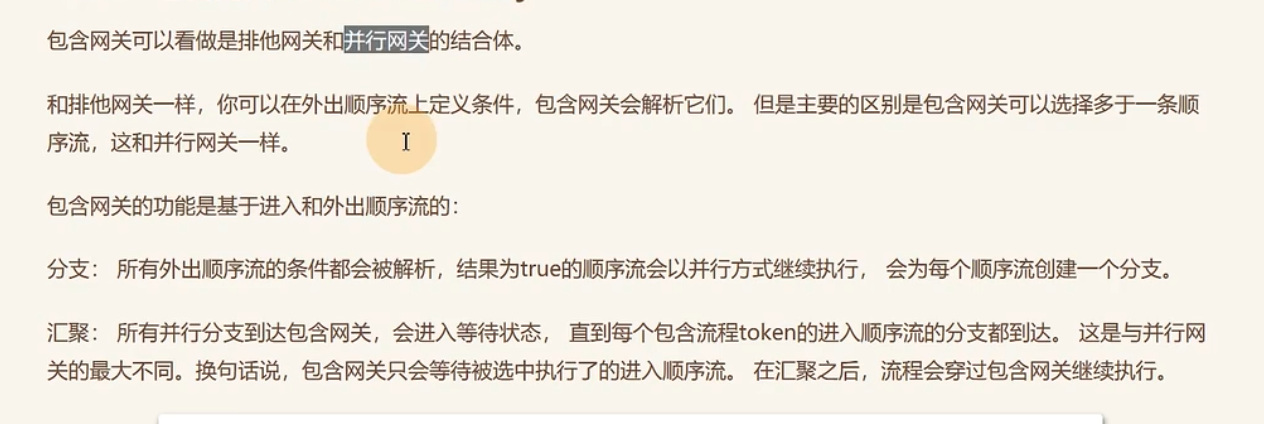 包含网关可以看做是排他网关和并行网关的结合体。
和排他网关一样，你可以在外出顺序流上定义条件，包含网关会解析它们。 但是主要的区别是包含网关可以选择多于一条顺
序流，这和并行网关一样。
包含网关的功能是基于进入和外出顺序流的：
分支： 所有外出顺序流的条件都会被解析，结果为true的顺序流会以并行方式继续执行， 会为每个顺序流创建一个分支。
汇聚： 所有并行分支到达包含网关，会进入等待状态， 直到每个包含流程token的进入顺序流的分支都到达。 这是与并行网
关的最大不同。换句话说，包含网关只会等待被选中执行了的进入顺序流。 在汇聚之后，流程会穿过包含网关继续执行。